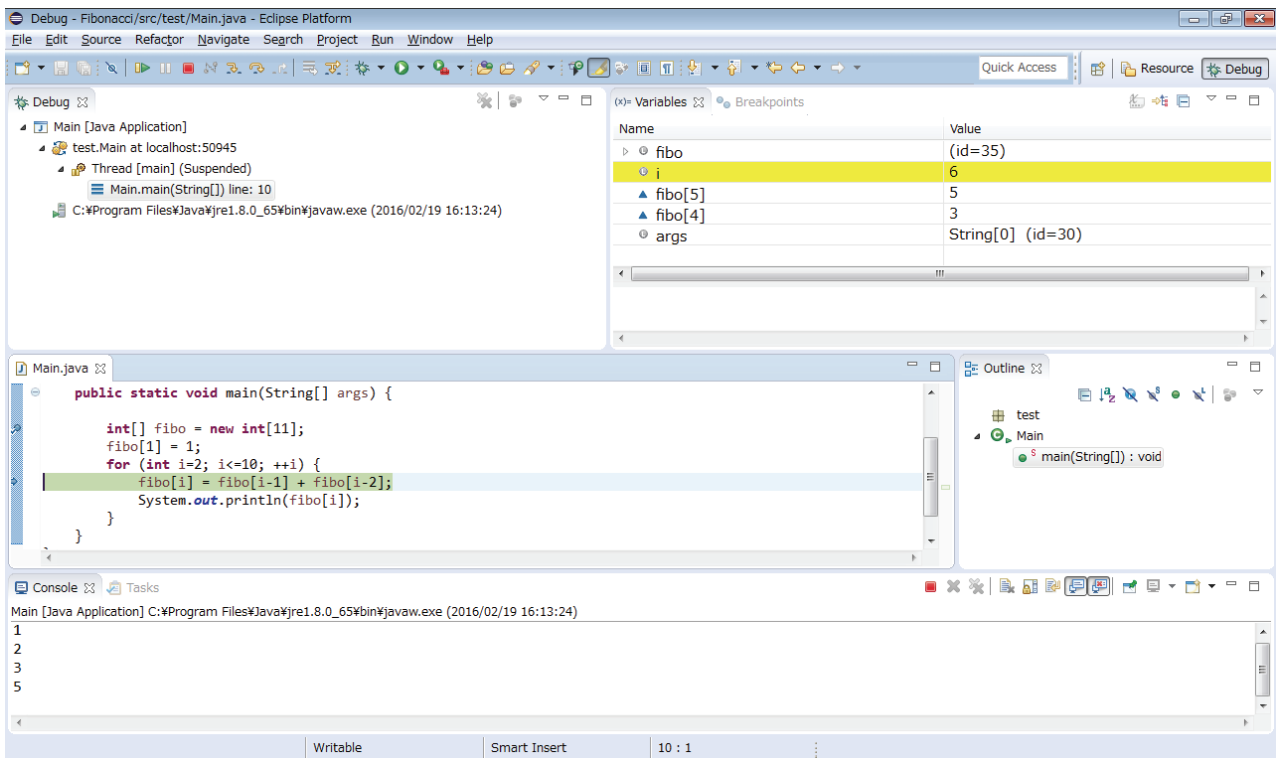 Debug - Fibonacci/src/test/Main.java - Eclipse Platform
File Edit Source Refactor Navigate Search Project Run Window Help
Quick Access Resource Debug
Debug
Main [Java Application]
test.Main at localhost:50945
Thread [main] (Suspended)
Main.main(String[]) line: 10
C:¥Program Files¥Java¥jre1.8.0_65¥bin¥javaw.exe (2016/02/19 16:13:24)
(x)= Variables Breakpoints
Name Value
fibo (id=35)
i 6
fibo[5] 5
fibo[4] 3
args String[0] (id=30)
Main.java
public static void main(String[] args) {
int[] fibo = new int[11];
fibo[1] = 1;
for (int i=2; i<=10; ++i) {
fibo[i] = fibo[i-1] + fibo[i-2];
System.out.println(fibo[i]);
}
}
Outline
test
Main
main(String[]) : void
Console Tasks
Main [Java Application] C:¥Program Files¥Java¥jre1.8.0_65¥bin¥javaw.exe (2016/02/19 16:13:24)
1
2
3
5
Writable Smart Insert 10 : 1